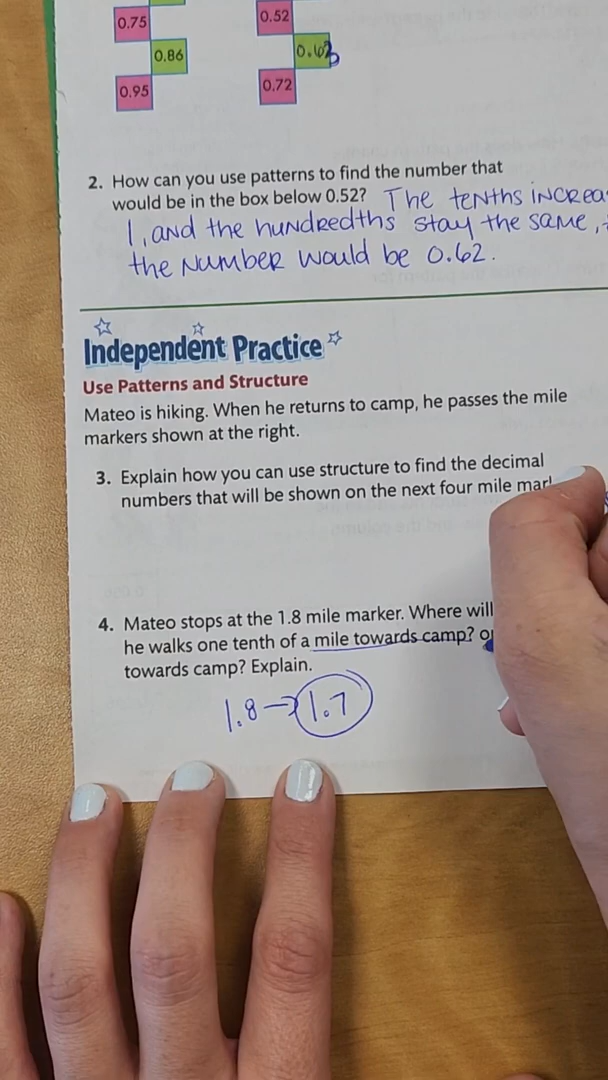 0.75
0.52
0.86
0.63
0.95
0.72
2. How can you use patterns to find the number that
would be in the box below 0.52? The tenths increa
1, and the hundredths stay the same,
the number would be 0.62.
Independent Practice
Use Patterns and Structure
Mateo is hiking. When he returns to camp, he passes the mile
markers shown at the right.
3. Explain how you can use structure to find the decimal
numbers that will be shown on the next four mile mar
4. Mateo stops at the 1.8 mile marker. Where will
he walks one tenth of a mile towards camp? o
towards camp? Explain.
1.8 → 1.7